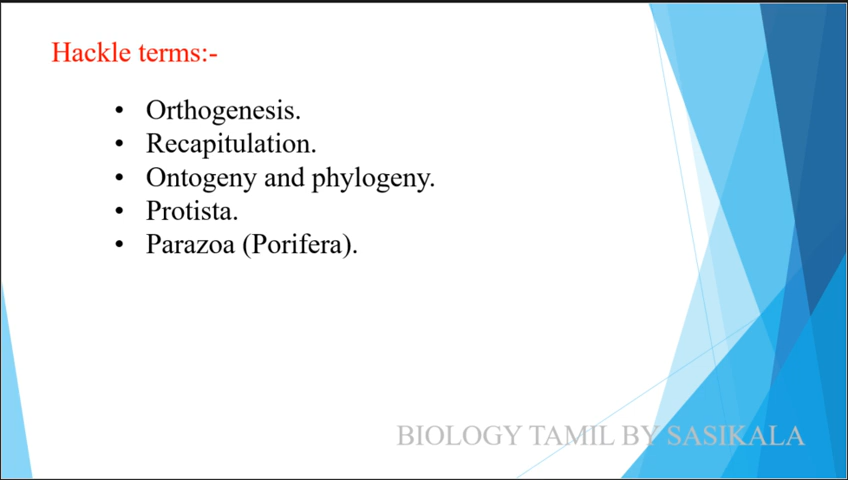 Hackle terms:-
• Orthogenesis.
• Recapitulation.
• Ontogeny and phylogeny.
• Protista.
• Parazoa (Porifera).
BIOLOGY TAMIL BY SASIKALA